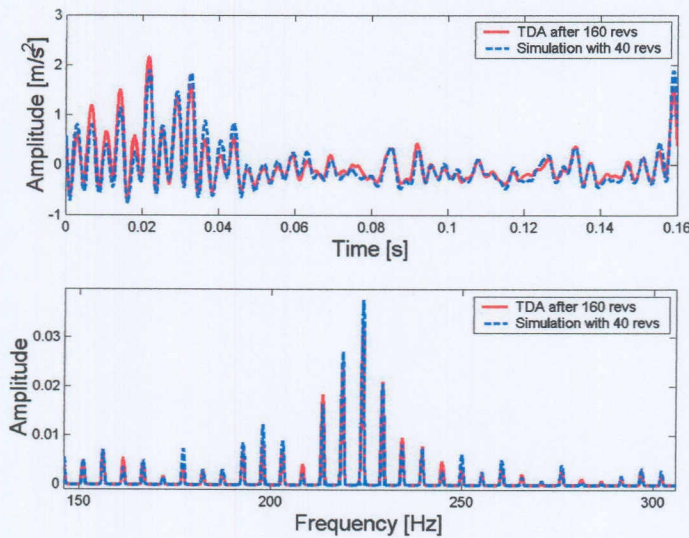 3
2
1
0
-1
Amplitude [m/s²]
TDA after 160 revs
Simulation with 40 revs
0 0.02 0.04 0.06 0.08 0.1 0.12 0.14 0.16
Time [s]
0.03
0.02
0.01
0
Amplitude
TDA after 160 revs
Simulation with 40 revs
150 200 250 300
Frequency [Hz]